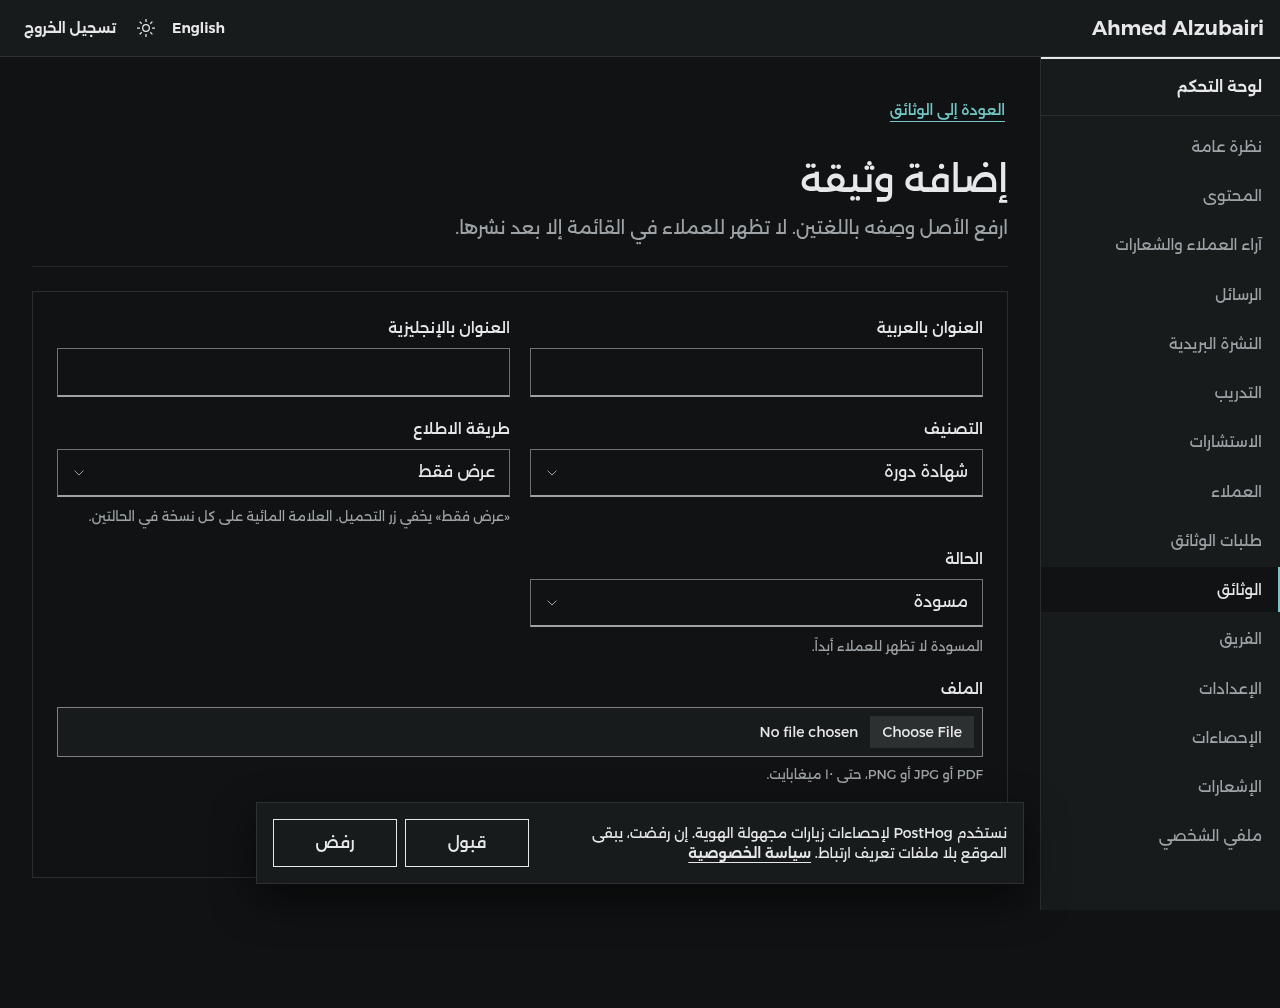 Ahmed Alzubairi
English
تسجيل الخروج
لوحة التحكم
نظرة عامة
المحتوى
آراء العملاء والشعارات
الرسائل
النشرة البريدية
التدريب
الاستشارات
العملاء
طلبات الوثائق
الوثائق
الفريق
الإعدادات
الإحصاءات
الإشعارات
ملفي الشخصي
العودة إلى الوثائق
إضافة وثيقة
ارفع الأصل وصِفه باللغتين. لا تظهر للعملاء في القائمة إلا بعد نشرها.
العنوان بالعربية
العنوان بالإنجليزية
التصنيف
شهادة دورة
طريقة الاطلاع
عرض فقط
«عرض فقط» يخفي زر التحميل. العلامة المائية على كل نسخة في الحالتين.
الحالة
مسودة
المسودة لا تظهر للعملاء أبداً.
الملف
Choose File No file chosen
PDF أو JPG أو PNG، حتى ١٠ ميغابايت.
نستخدم PostHog لإحصاءات زيارات مجهولة الهوية. إن رفضت، يبقى
الموقع بلا ملفات تعريف ارتباط. سياسة الخصوصية
قبول
رفض